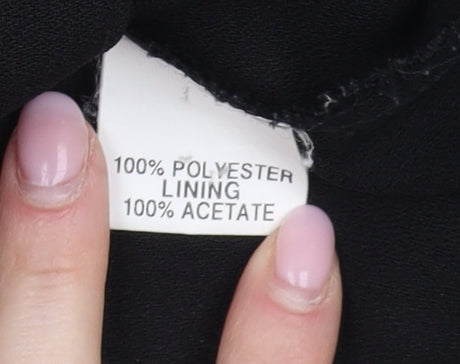 100% POLYESTER
LINING
100% ACETATE